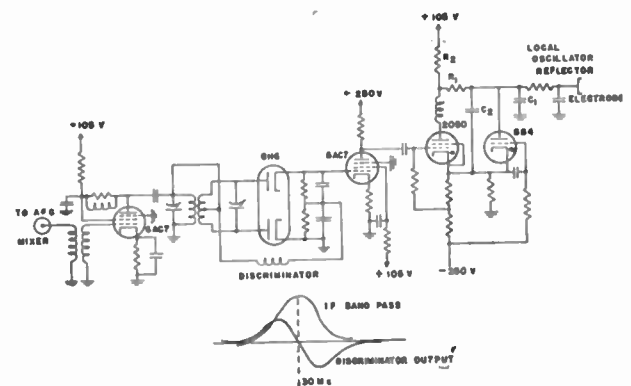 +105 V
R2
R1
LOCAL
OSCILLATOR
REFLECTOR
ELECTRODE
C2
C1
2050
884
+ 250 V
6AC7
+105 V
6H6
TO AFC
MIXER
6AC7
DISCRIMINATOR
+ 105 V
-250 V
IF BAND PASS
DISCRIMINATOR OUTPUT
30 Mc